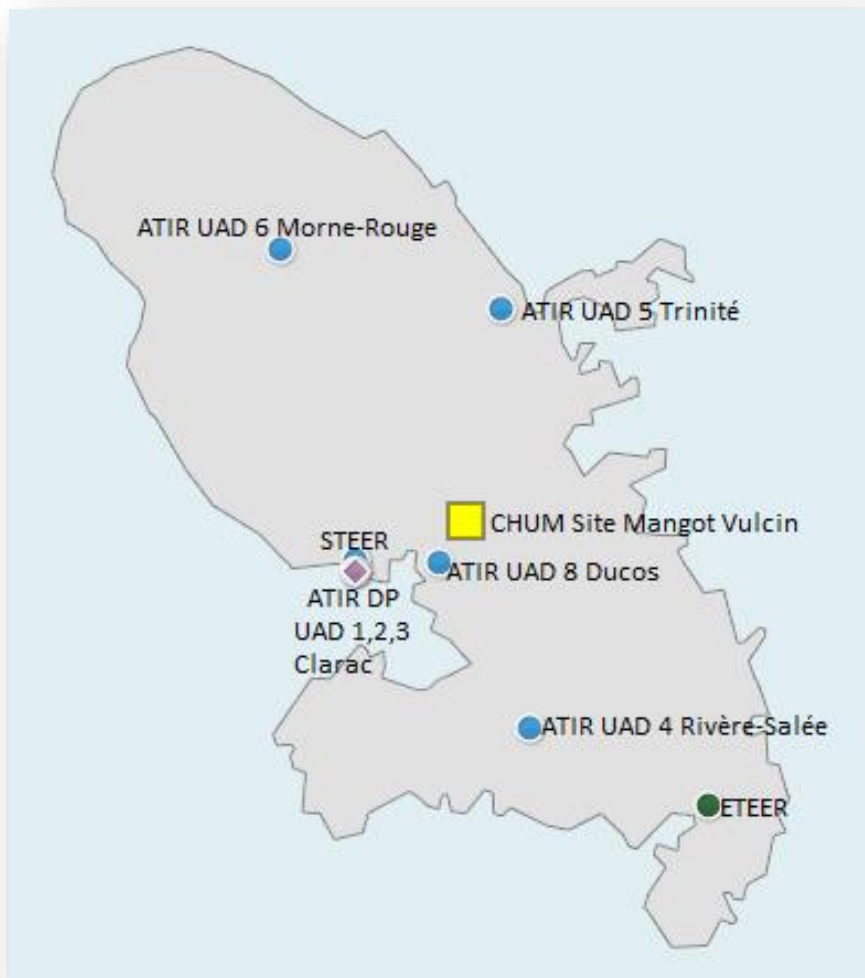 ATIR UAD 6 Morne-Rouge
ATIR UAD 5 Trinité
CHUM Site Mangot Vulcin
STEER
ATIR UAD 8 Ducos
ATIR DP
UAD 1,2,3
Clarac
ATIR UAD 4 Rivère-Salée
ETEER